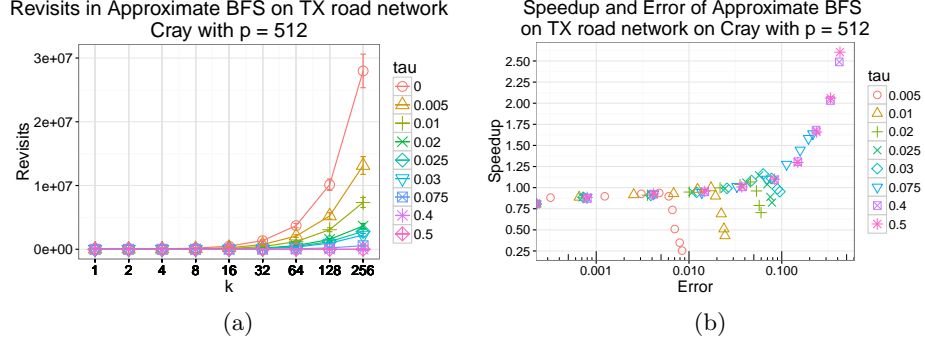 Revisits in Approximate BFS on TX road network
Cray with p = 512
3e+07
2e+07
1e+07
0e+00
Revisits
1 2 4 8 16 32 64 128 256
k
tau
0
0.005
0.01
0.02
0.025
0.03
0.075
0.4
0.5
(a)
Speedup and Error of Approximate BFS
on TX road network on Cray with p = 512
2.50
2.25
2.00
1.75
1.50
1.25
1.00
0.75
0.50
0.25
Speedup
0.001 0.010 0.100
Error
tau
0.005
0.01
0.02
0.025
0.03
0.075
0.4
0.5
(b)